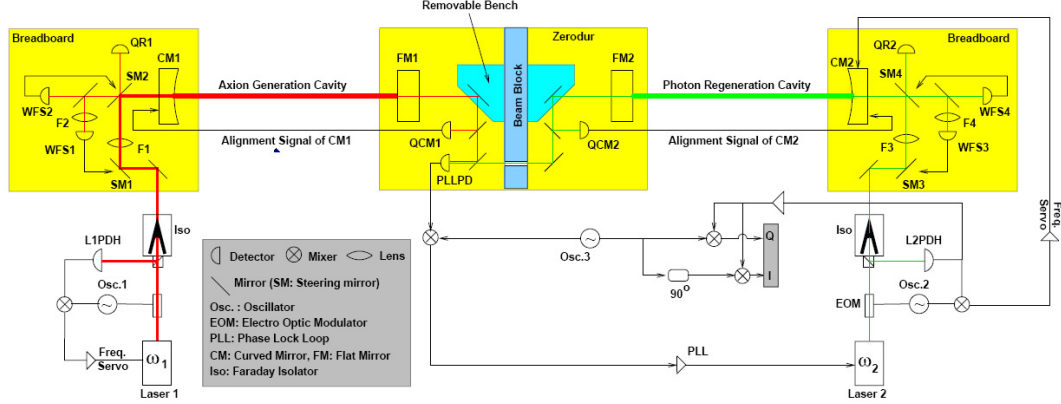 Removable Bench
Breadboard
QR1
CM1
SM2
WFS2
F2
WFS1
F1
SM1
Axion Generation Cavity
Alignment Signal of CM1
FM1
Zerodur
FM2
Beam Block
QCM1
QCM2
PLLPD
Photon Regeneration Cavity
Alignment Signal of CM2
Breadboard
QR2
CM2
SM4
WFS4
F4
WFS3
F3
SM3
Iso
L1PDH
Osc.1
Freq.
Servo
ω1
Laser 1
Detector
Mixer
Lens
Mirror (SM: Steering mirror)
Osc. : Oscillator
EOM: Electro Optic Modulator
PLL: Phase Lock Loop
CM: Curved Mirror, FM: Flat Mirror
Iso: Faraday Isolator
Osc.3
90°
Q
I
PLL
Iso
L2PDH
Osc.2
EOM
ω2
Laser 2
Freq.
Servo